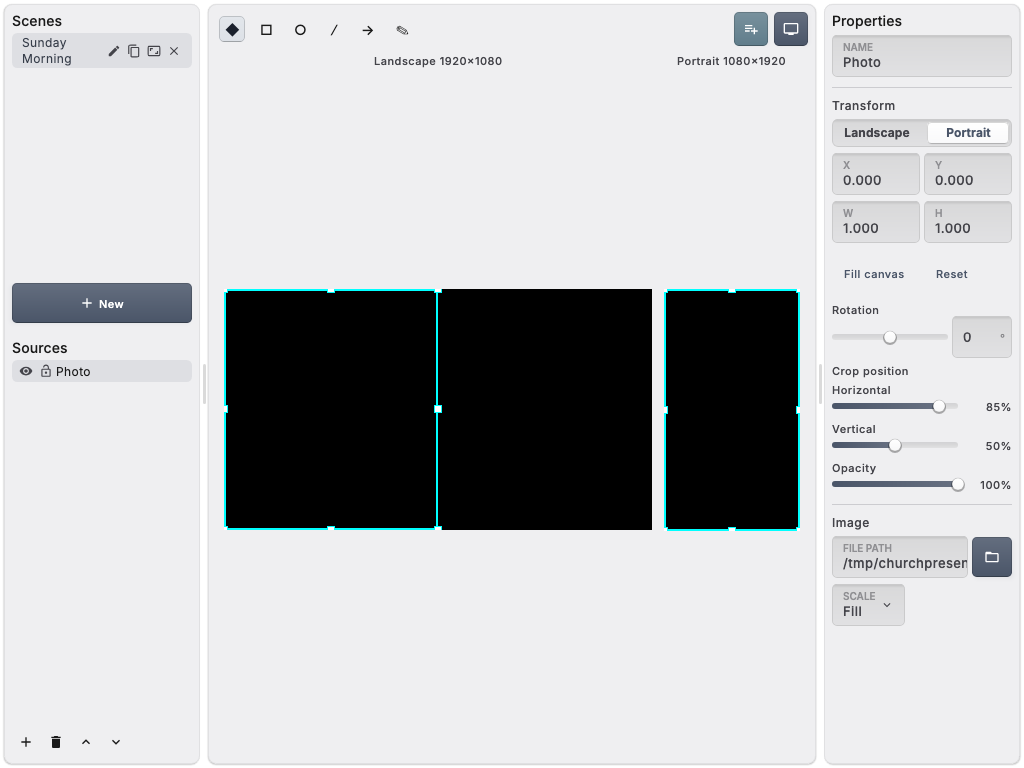 Scenes
Sunday
Morning
New
Sources
Photo
Landscape 1920×1080
Portrait 1080×1920
Properties
NAME
Photo
Transform
Landscape Portrait
X
0.000
Y
0.000
W
1.000
H
1.000
Fill canvas Reset
Rotation
0 °
Crop position
Horizontal
85%
Vertical
50%
Opacity
100%
Image
FILE PATH
/tmp/churchpresen
SCALE
Fill